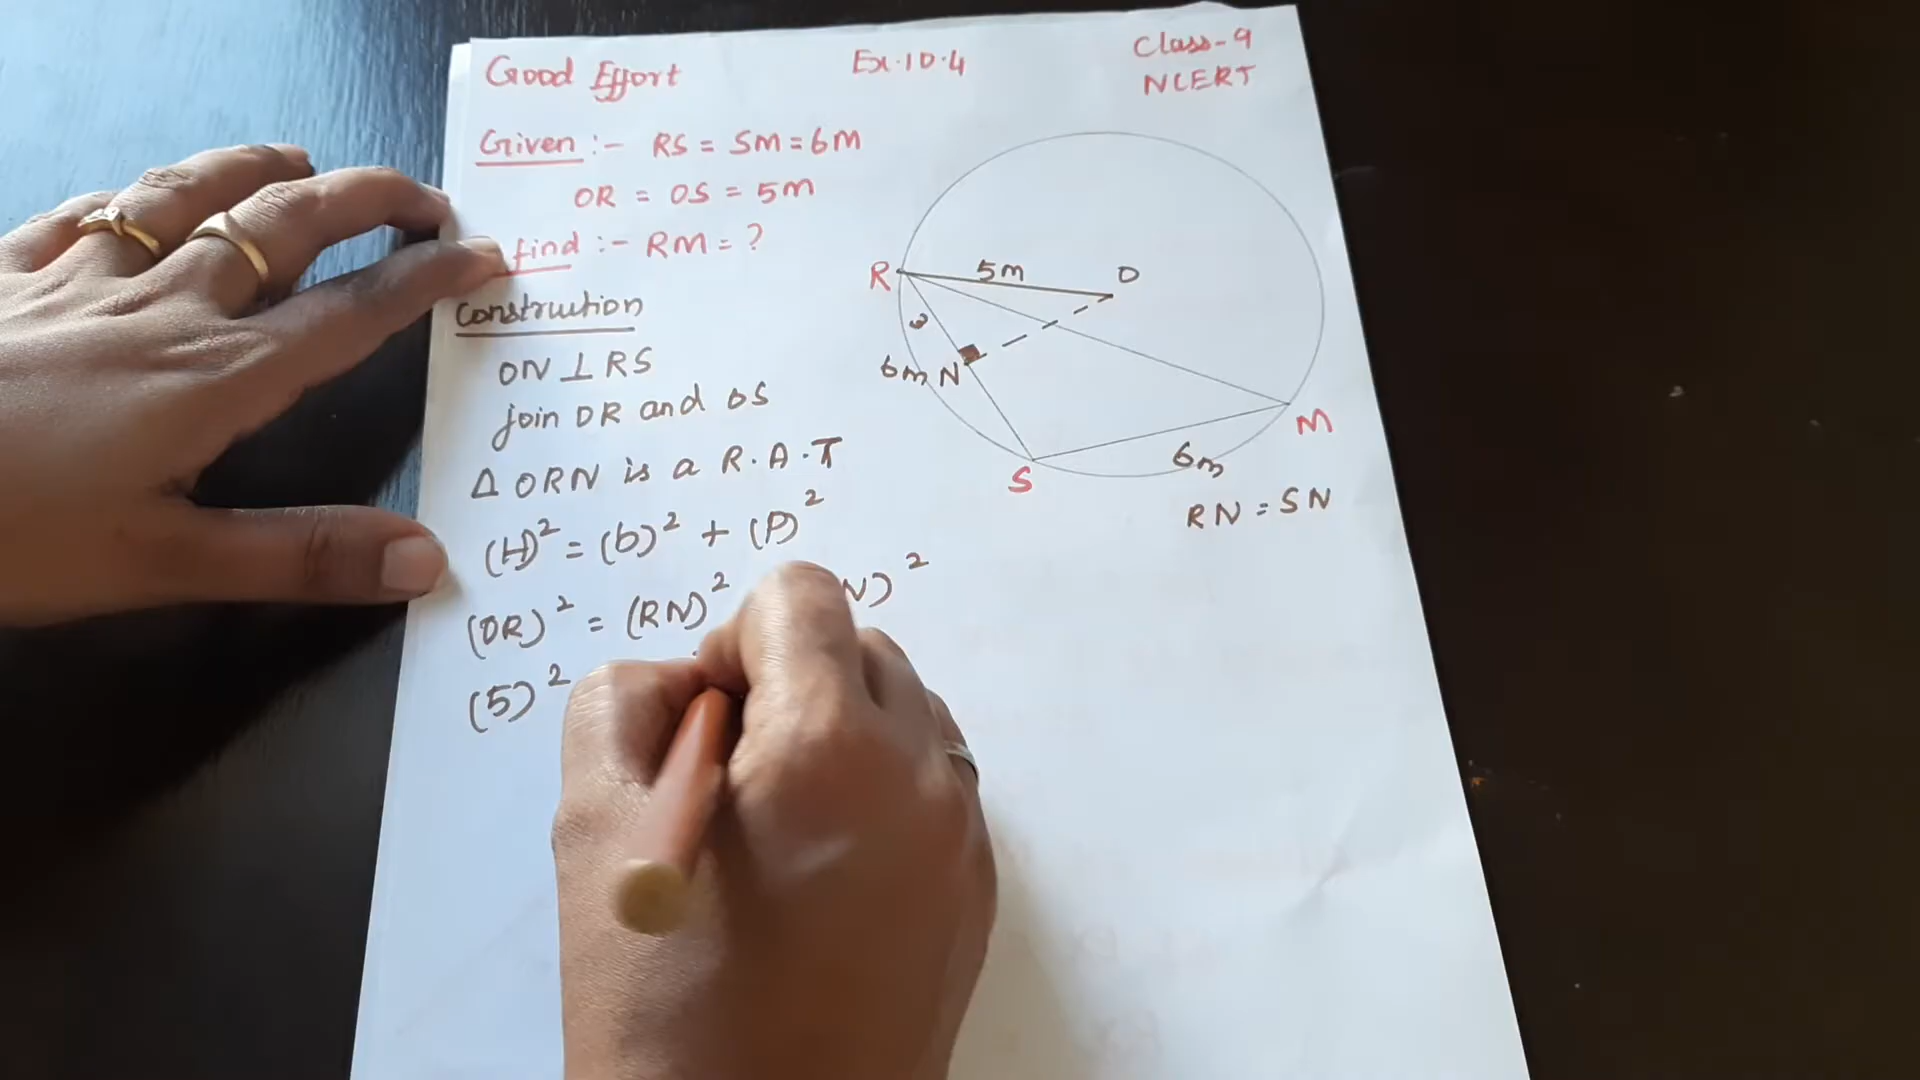 Good Effort
Ex.10.4
Class-9
NCERT
Given :- RS = SM = 6m
OR = OS = 5m
find :- RM = ?
Construction
ON ⊥ RS
join OR and OS
Δ ORN is a R.A.T
(H)² = (b)² + (P)²
(OR)² = (RN)² N)²
(5)²
R
5m
O
3
6m N
S
6m
M
RN = SN